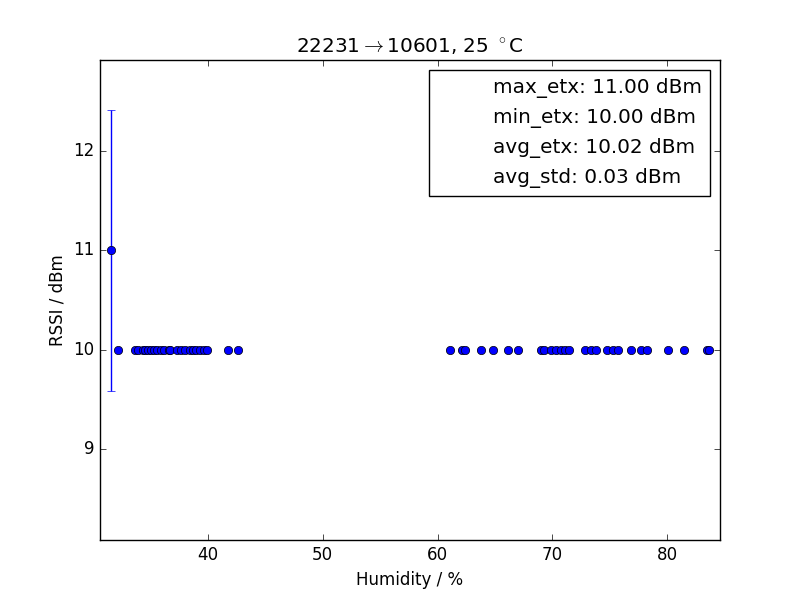 22231→10601, 25 °C
max_etx: 11.00 dBm
min_etx: 10.00 dBm
avg_etx: 10.02 dBm
avg_std: 0.03 dBm
RSSI / dBm
12
11
10
9
40 50 60 70 80
Humidity / %